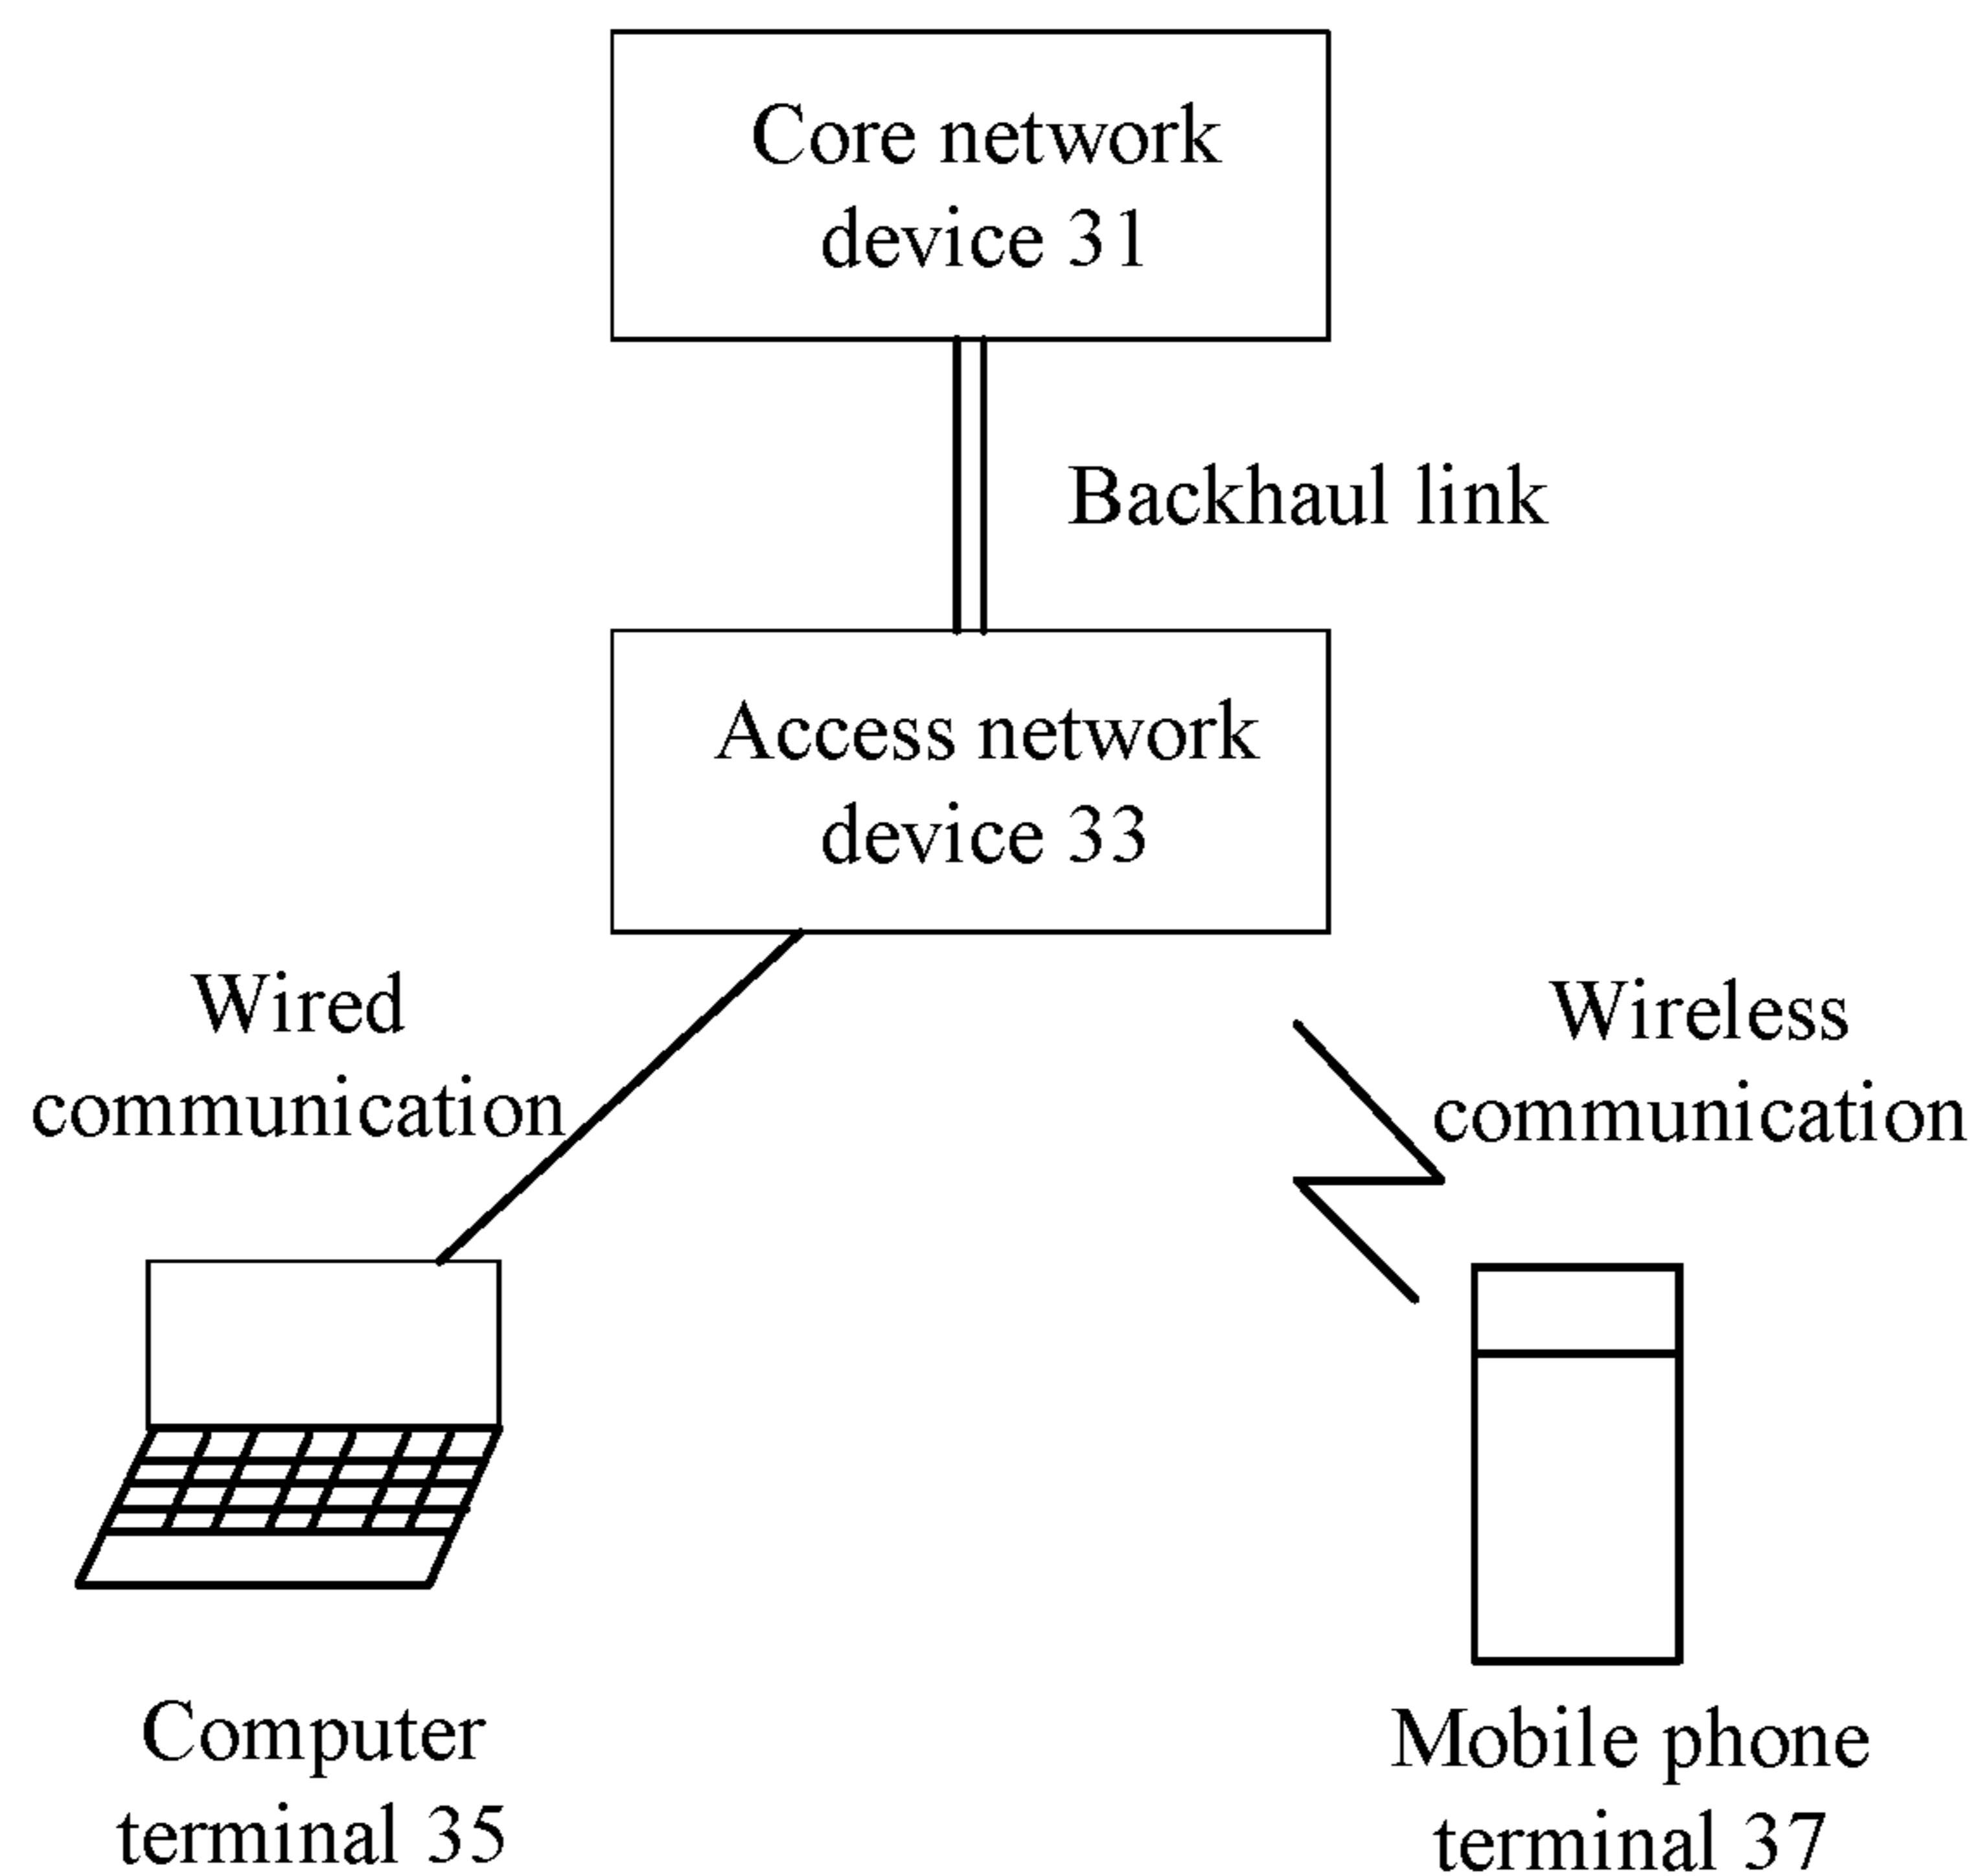 Core network
device 31
Backhaul link
Access network
device 33
Wired
communication
Wireless
communication
Computer
terminal 35
Mobile phone
terminal 37